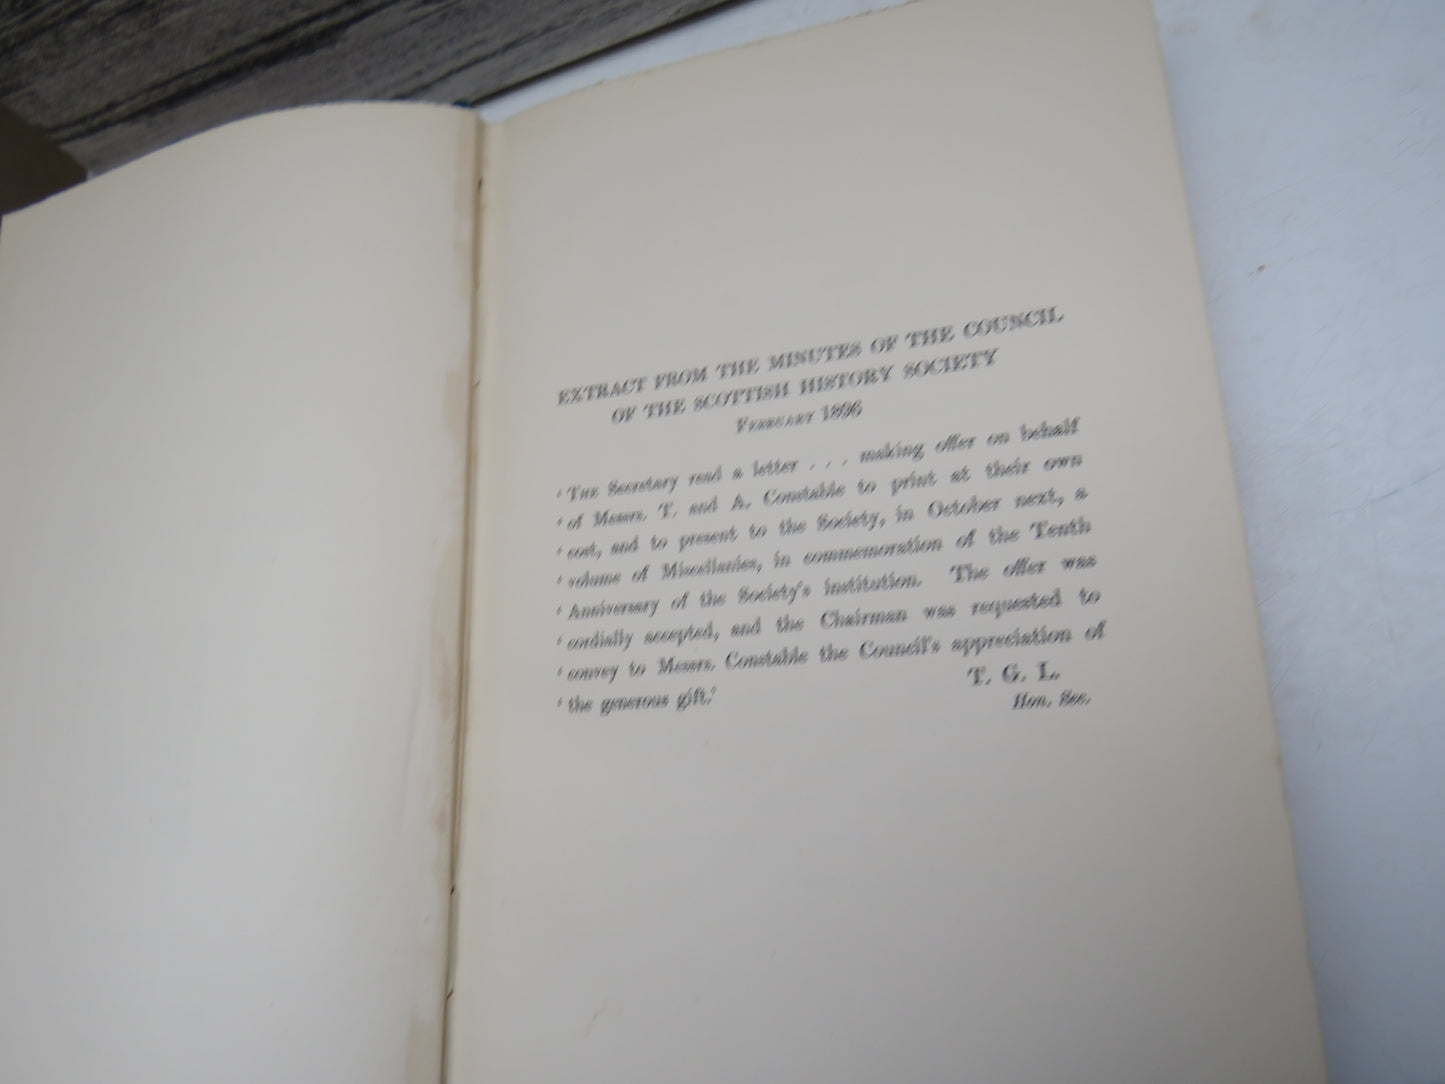 EXTRACT FROM THE MINUTES OF THE COUNCIL
OF THE SCOTTISH HISTORY SOCIETY
FEBRUARY 1896
‘ THE Secretary read a letter . . . making offer on behalf
‘ of Messrs. T. and A. Constable to print at their own
‘ cost, and to present to the Society, in October next, a
‘ volume of Miscellanies, in commemoration of the Tenth
‘ Anniversary of the Society's institution. The offer was
‘ cordially accepted, and the Chairman was requested to
‘ convey to Messrs. Constable the Council's appreciation of
‘ the generous gift.’
T. G. L.
Hon. Sec.